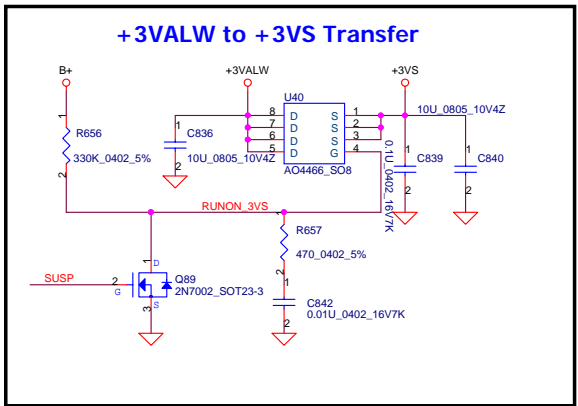 +3VALW to +3VS Transfer
B+
+3VALW
+3VS
U40
1
R656
330K_0402_5%
2
1
C836
10U_0805_10V4Z
2
8 D S 1
7 D S 2
6 D S 3
5 D G 4
AO4466_SO8
10U_0805_10V4Z
1
C839
2
0.1U_0402_16V7K
1
C840
2
RUNON_3VS
1
R657
470_0402_5%
2
1
C842
0.01U_0402_16V7K
2
SUSP
2
G
1
D
Q89
2N7002_SOT23-3
S
3